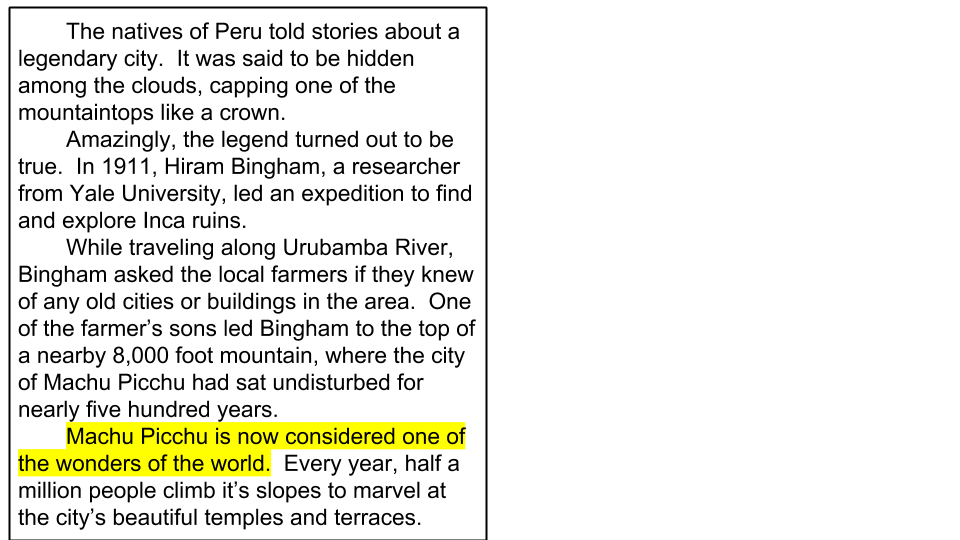 The natives of Peru told stories about a
legendary city.  It was said to be hidden
among the clouds, capping one of the
mountaintops like a crown.
Amazingly, the legend turned out to be
true.  In 1911, Hiram Bingham, a researcher
from Yale University, led an expedition to find
and explore Inca ruins.
While traveling along Urubamba River,
Bingham asked the local farmers if they knew
of any old cities or buildings in the area.  One
of the farmer’s sons led Bingham to the top of
a nearby 8,000 foot mountain, where the city
of Machu Picchu had sat undisturbed for
nearly five hundred years.
Machu Picchu is now considered one of
the wonders of the world.  Every year, half a
million people climb it’s slopes to marvel at
the city’s beautiful temples and terraces.